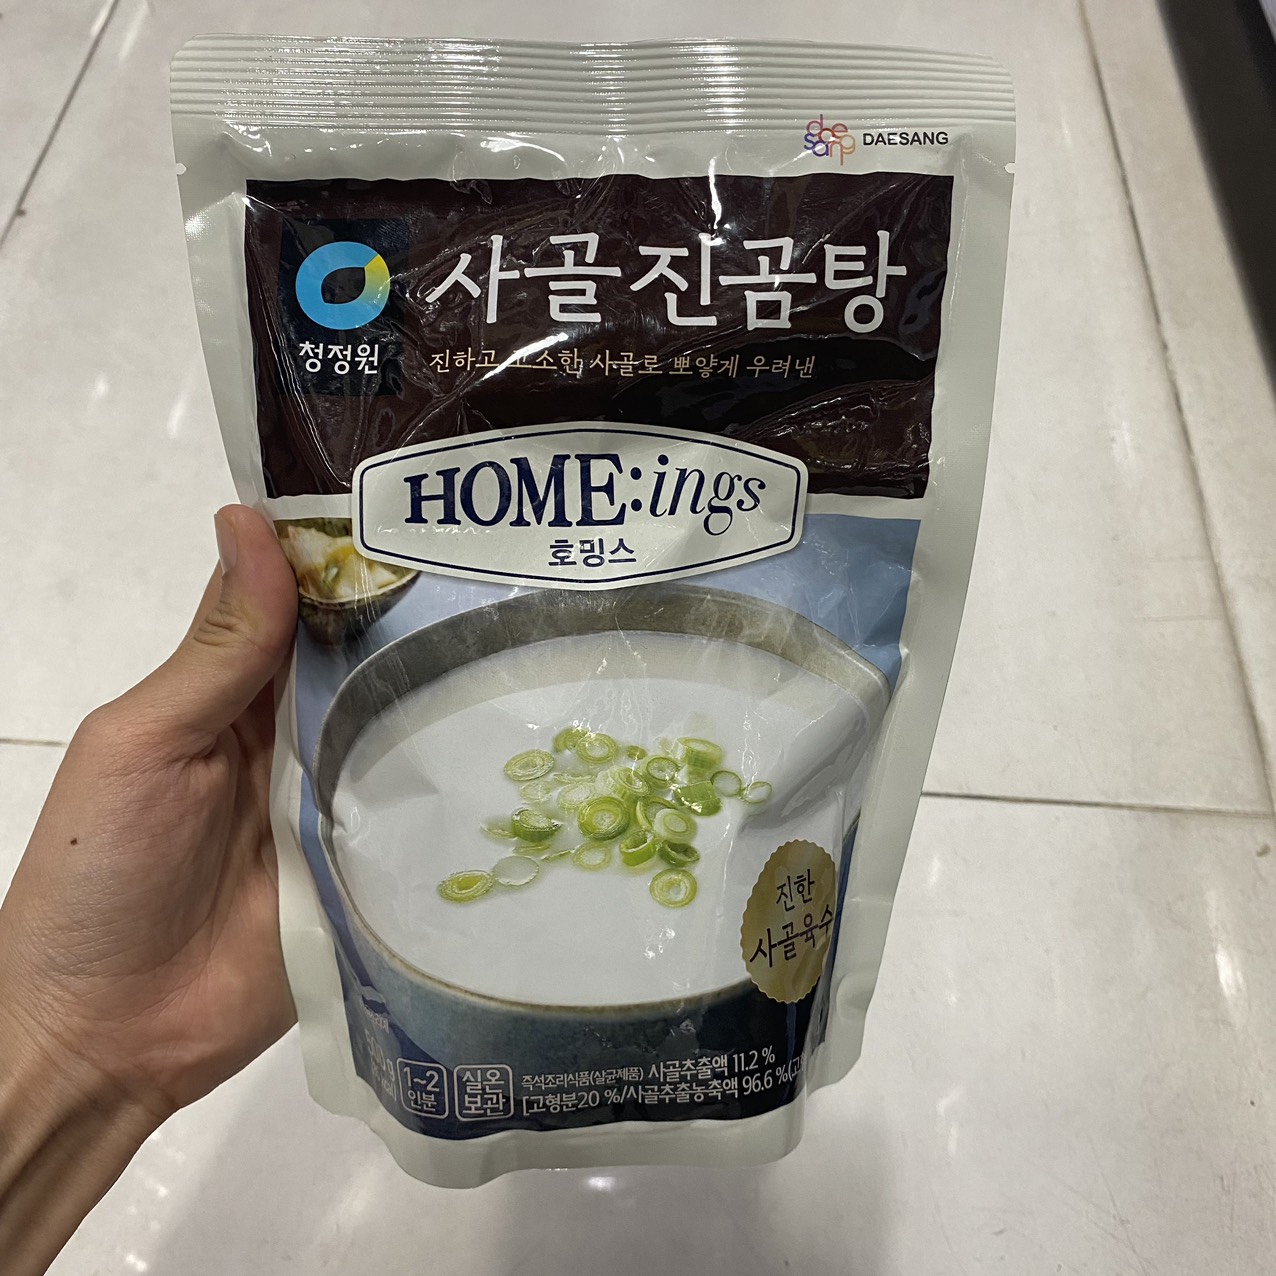 daesang DAESANG
사골 진곰탕
청정원
진하고 고소한 사골로 뽀얗게 우려낸
HOME:ings
호밍스
진한
사골육수
1~2
인분
실온
보관
즉석조리식품(살균제품) 사골추출액 11.2 %
[고형분20 %/사골추출농축액 96.6 %